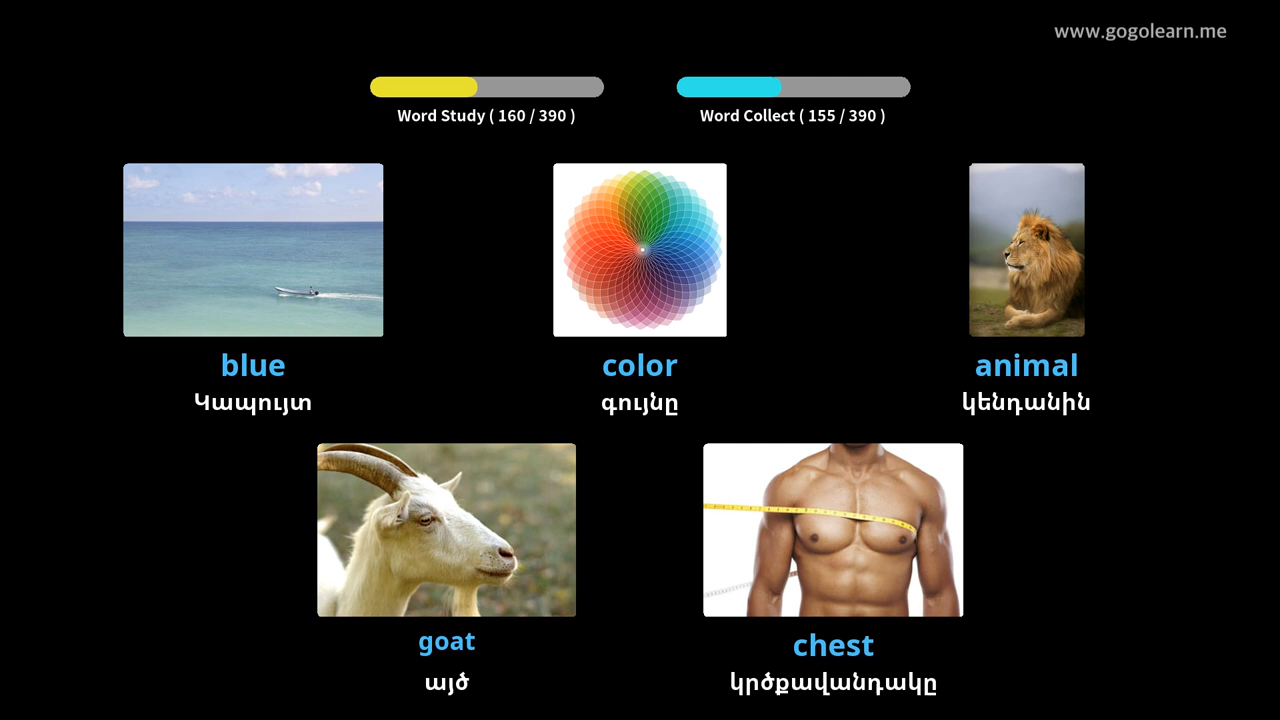 www.gogolearn.me
Word Study ( 160 / 390 )
Word Collect ( 155 / 390 )
blue
Կապույտ
color
գույնը
animal
կենդանին
goat
այծ
chest
կրծքավանդակը